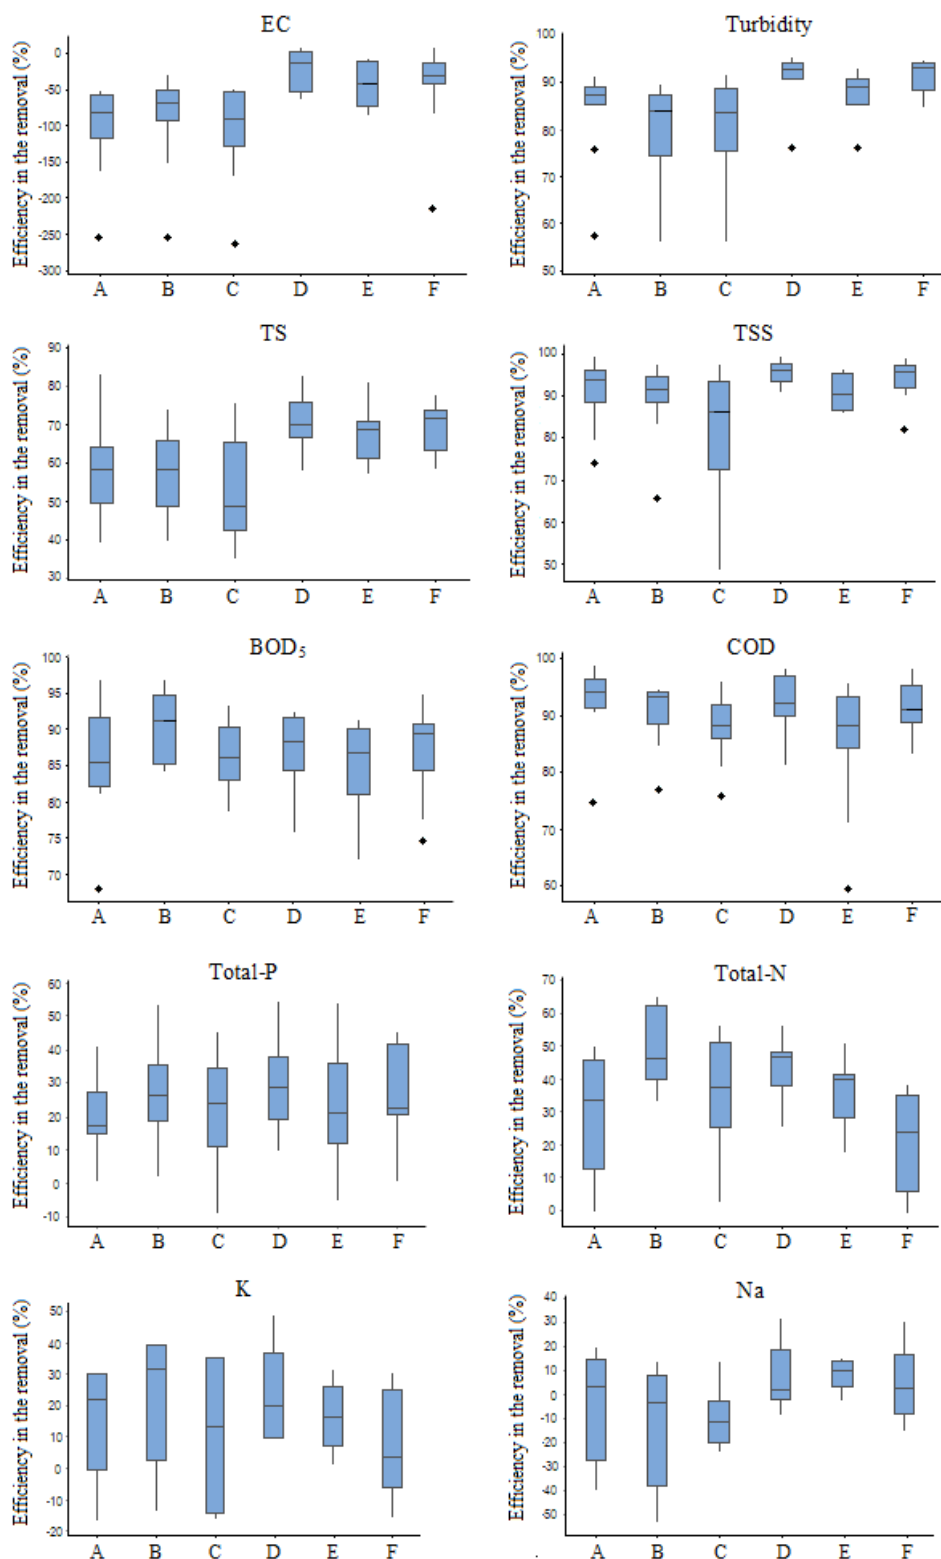 EC
Efficiency in the removal (%)
0
-50
-100
-150
-200
-250
-300
A B C D E F
Turbidity
Efficiency in the removal (%)
100
90
80
70
60
50
A B C D E F
TS
Efficiency in the removal (%)
90
80
70
60
50
40
30
A B C D E F
TSS
Efficiency in the removal (%)
100
90
80
70
60
50
A B C D E F
BOD₅
Efficiency in the removal (%)
100
95
90
85
80
75
70
A B C D E F
COD
Efficiency in the removal (%)
100
90
80
70
60
A B C D E F
Total-P
Efficiency in the removal (%)
60
50
40
30
20
10
0
-10
A B C D E F
Total-N
Efficiency in the removal (%)
70
60
50
40
30
20
10
0
A B C D E F
K
Efficiency in the removal (%)
50
40
30
20
10
0
-10
-20
A B C D E F
Na
Efficiency in the removal (%)
40
30
20
10
0
-10
-20
-30
-40
-50
A B C D E F